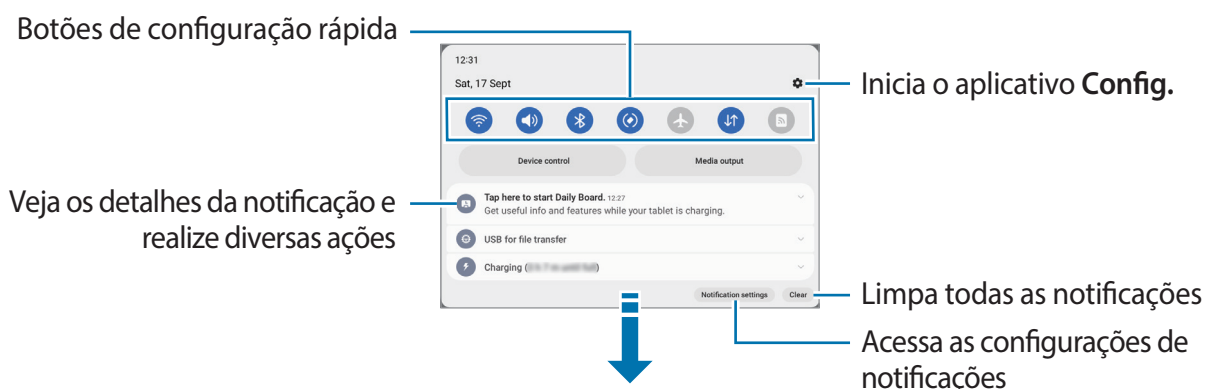 Botões de configuração rápida
12:31
Sat, 17 Sept
Inicia o aplicativo Config.
Device control
Media output
Veja os detalhes da notificação e
realize diversas ações
Tap here to start Daily Board. 12:27
Get useful info and features while your tablet is charging.
USB for file transfer
Charging (
)
Notification settings
Clear
Limpa todas as notificações
Acessa as configurações de
notificações